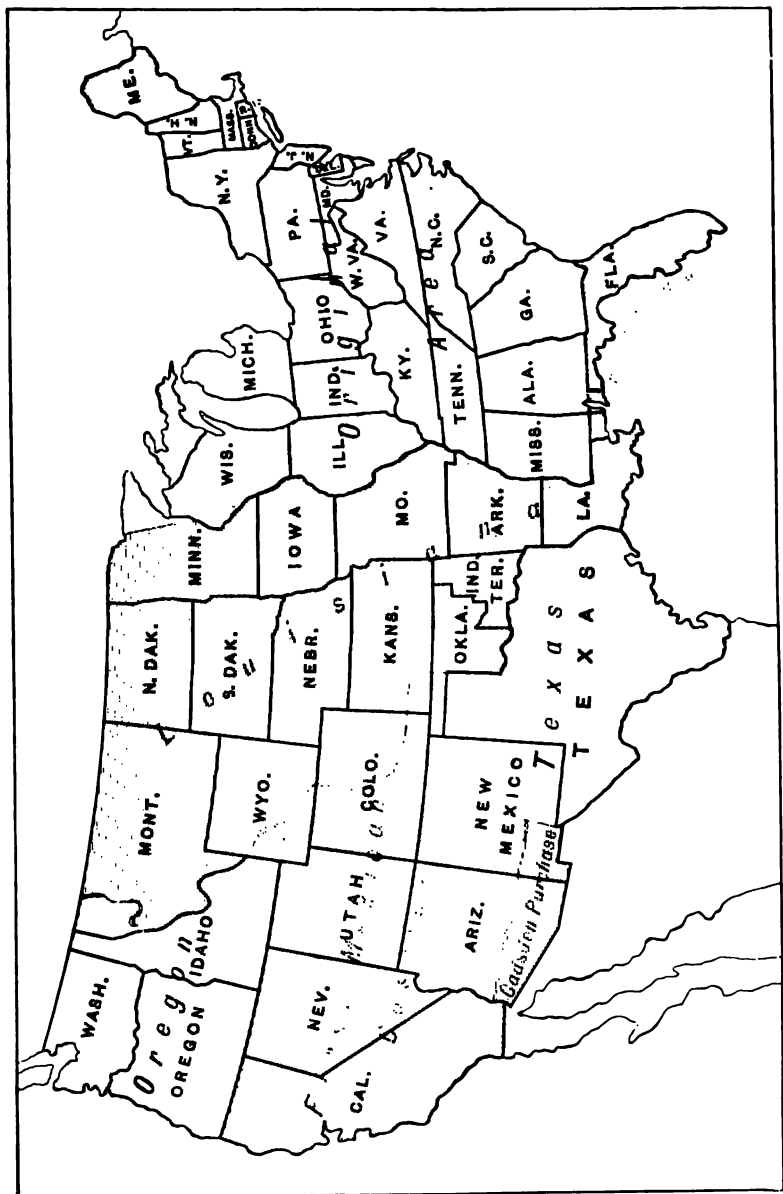 WASH.
Oregon
OREGON
IDAHO
MONT.
N. DAK.
S. DAK.
MINN.
WIS.
MICH.
WYO.
NEBR.
IOWA
ILL.
IND.
OHIO
PA.
N.Y.
VT.
N.H.
ME.
MASS.
CONN.
R.
N.J.
DEL.
MD.
W. VA.
VA.
NEV.
CAL.
UTAH
COLO.
KANS.
MO.
KY.
TENN.
N.C.
S.C.
Area
ARIZ.
NEW
MEXICO
OKLA.
IND.
TER.
ARK.
MISS.
ALA.
GA.
FLA.
LA.
Texas
TEXAS
Gadsden Purchase